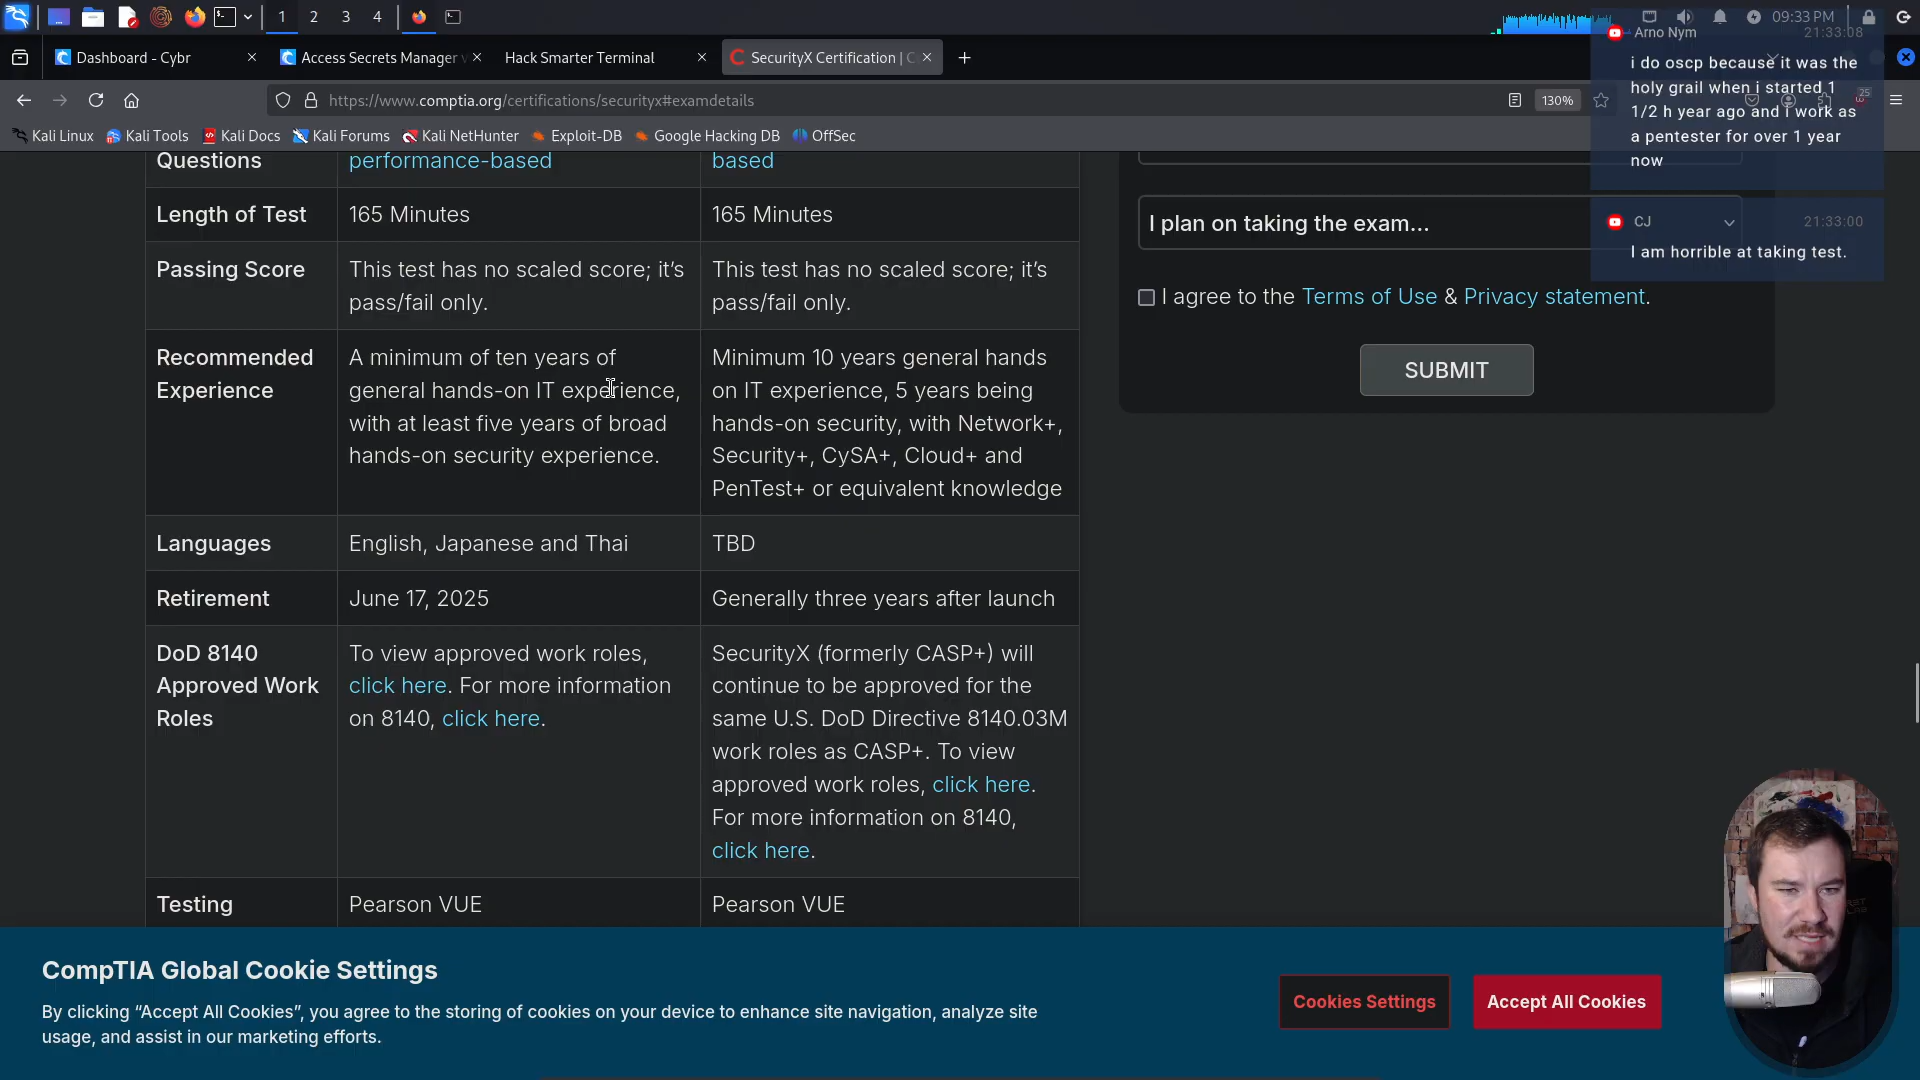 1 2 3 4 09:33 PM
Dashboard - Cybr
Access Secrets Manager
Hack Smarter Terminal
SecurityX Certification |
https://www.comptia.org/certifications/securityx#examdetails
130%
25
Kali Linux Kali Tools Kali Docs Kali Forums Kali NetHunter Exploit-DB Google Hacking DB OffSec
Arno Nym 21:33:08
i do oscp because it was the
holy grail when i started 1
1/2 h year ago and i work as
a pentester for over 1 year
now
CJ 21:33:00
I am horrible at taking test.
Questions
performance-based
based
Length of Test
165 Minutes
165 Minutes
Passing Score
This test has no scaled score; it's
pass/fail only.
This test has no scaled score; it's
pass/fail only.
Recommended
Experience
A minimum of ten years of
general hands-on IT experience,
with at least five years of broad
hands-on security experience.
Minimum 10 years general hands
on IT experience, 5 years being
hands-on security, with Network+,
Security+, CySA+, Cloud+ and
PenTest+ or equivalent knowledge
Languages
English, Japanese and Thai
TBD
Retirement
June 17, 2025
Generally three years after launch
DoD 8140
Approved Work
Roles
To view approved work roles,
click here. For more information
on 8140, click here.
SecurityX (formerly CASP+) will
continue to be approved for the
same U.S. DoD Directive 8140.03M
work roles as CASP+. To view
approved work roles, click here.
For more information on 8140,
click here.
Testing
Pearson VUE
Pearson VUE
I plan on taking the exam...
I agree to the Terms of Use & Privacy statement.
SUBMIT
CompTIA Global Cookie Settings
By clicking “Accept All Cookies”, you agree to the storing of cookies on your device to enhance site navigation, analyze site
usage, and assist in our marketing efforts.
Cookies Settings
Accept All Cookies